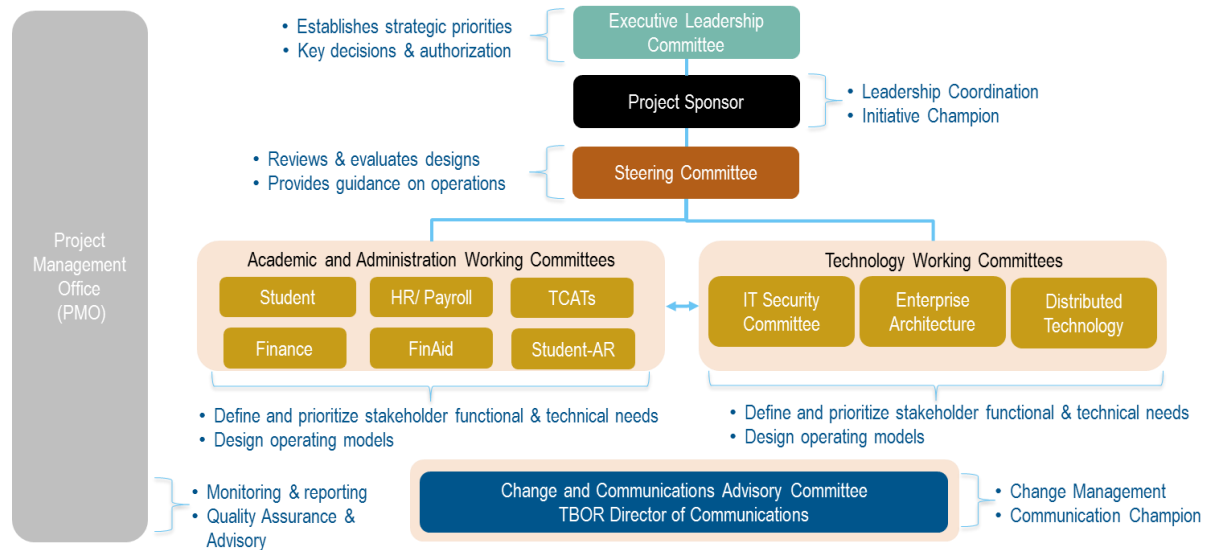 • Establishes strategic priorities
• Key decisions & authorization
Executive Leadership
Committee
Project Sponsor
• Leadership Coordination
• Initiative Champion
• Reviews & evaluates designs
• Provides guidance on operations
Steering Committee
Project
Management
Office
(PMO)
Academic and Administration Working Committees
Student
HR/ Payroll
TCATs
Finance
FinAid
Student-AR
Technology Working Committees
IT Security
Committee
Enterprise
Architecture
Distributed
Technology
• Define and prioritize stakeholder functional & technical needs
• Design operating models
• Define and prioritize stakeholder functional & technical needs
• Design operating models
• Monitoring & reporting
• Quality Assurance &
Advisory
Change and Communications Advisory Committee
TBOR Director of Communications
• Change Management
• Communication Champion